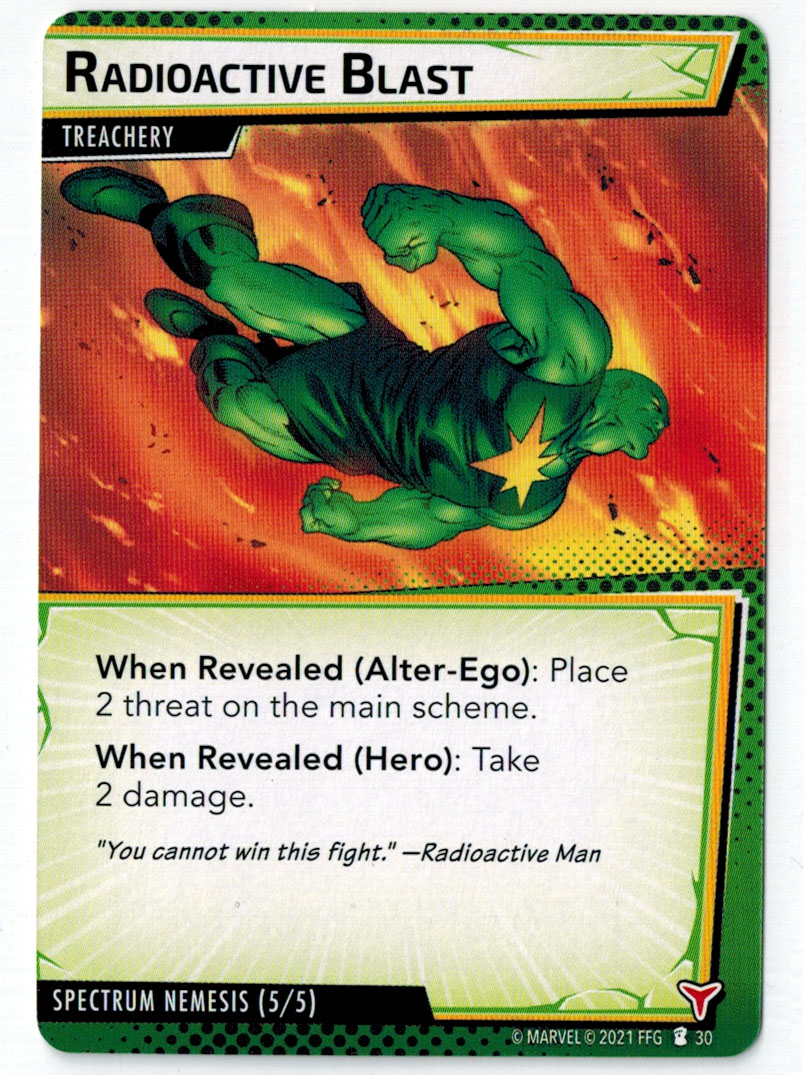 RADIOACTIVE BLAST
TREACHERY
When Revealed (Alter-Ego): Place
2 threat on the main scheme.
When Revealed (Hero): Take
2 damage.
"You cannot win this fight." —Radioactive Man
SPECTRUM NEMESIS (5/5)
© MARVEL © 2021 FFG 30